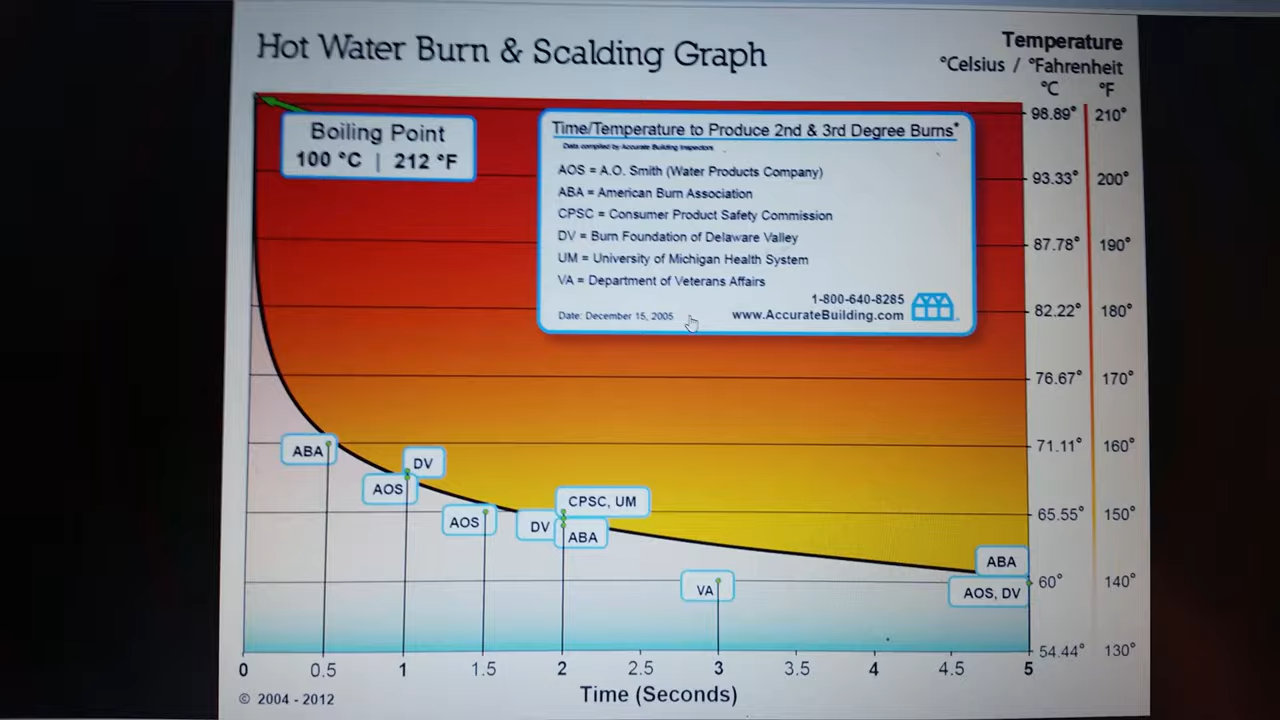 Hot Water Burn & Scalding Graph
Temperature
°Celsius / °Fahrenheit
°C °F
Boiling Point
100 °C | 212 °F
Time/Temperature to Produce 2nd & 3rd Degree Burns*
Data compiled by Accurate Building Inspectors
AOS = A.O. Smith (Water Products Company)
ABA = American Burn Association
CPSC = Consumer Product Safety Commission
DV = Burn Foundation of Delaware Valley
UM = University of Michigan Health System
VA = Department of Veterans Affairs
1-800-640-8285
Date: December 15, 2005 www.AccurateBuilding.com
98.89° 210°
93.33° 200°
87.78° 190°
82.22° 180°
76.67° 170°
71.11° 160°
65.55° 150°
60° 140°
54.44° 130°
ABA
DV
AOS
AOS
CPSC, UM
DV
ABA
VA
ABA
AOS, DV
0 0.5 1 1.5 2 2.5 3 3.5 4 4.5 5
Time (Seconds)
© 2004 - 2012